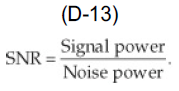 (D-13)
SNR = Signal power / Noise power.